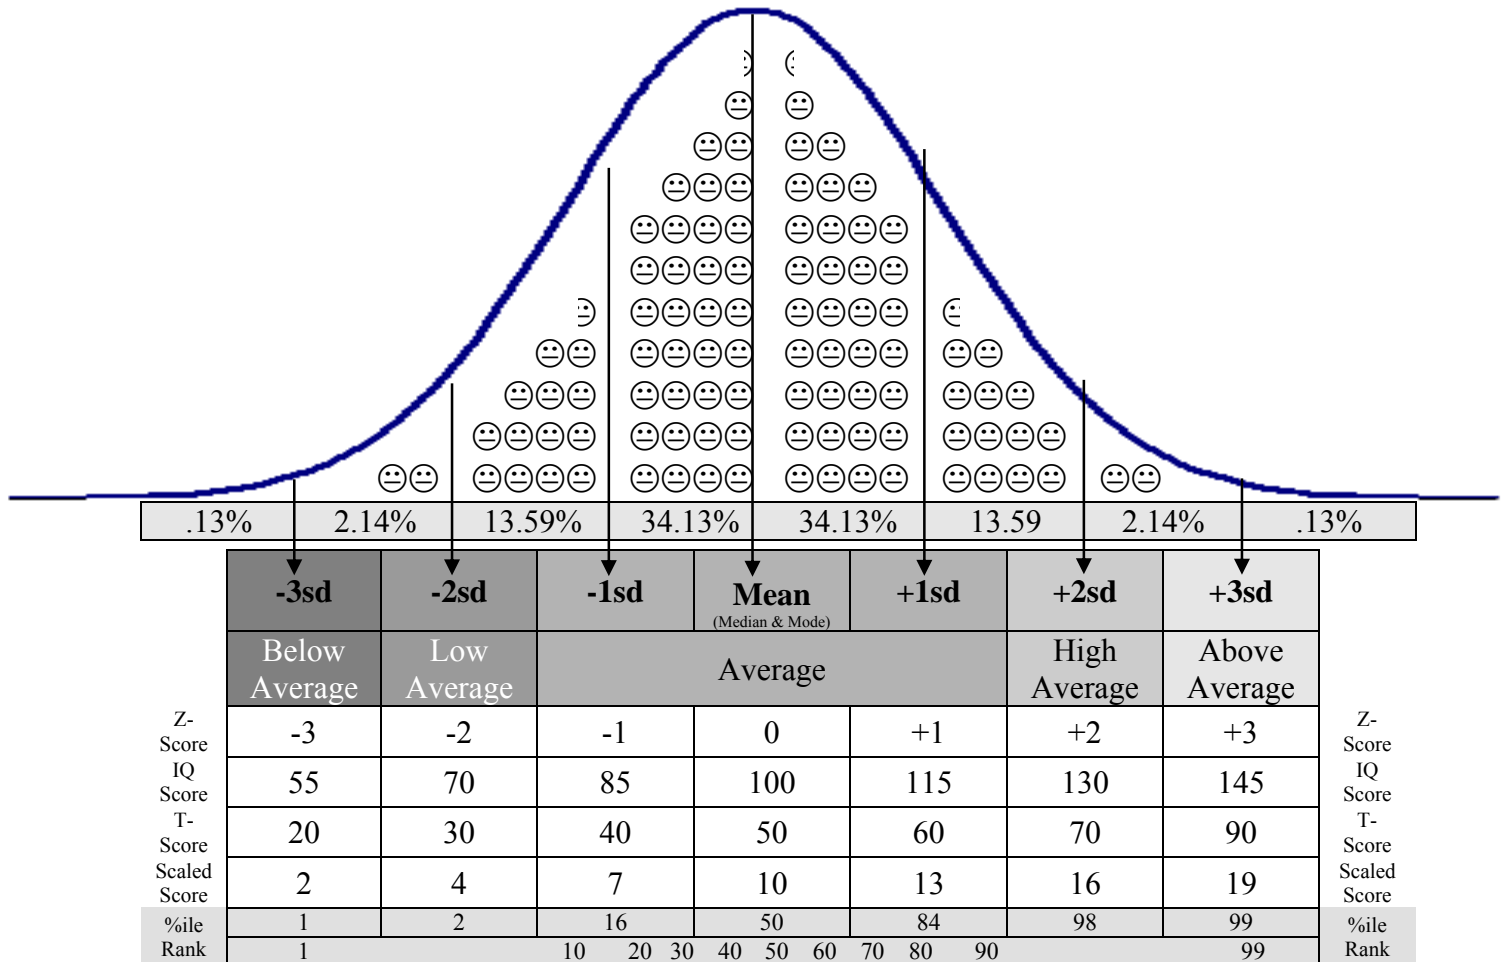 .13% 2.14% 13.59% 34.13% 34.13% 13.59 2.14% .13%
-3sd -2sd -1sd Mean +1sd +2sd +3sd
(Median & Mode)
Below Low Average High Above
Average Average Average Average
Z- -3 -2 -1 0 +1 +2 +3 Z-
Score Score
IQ 55 70 85 100 115 130 145 IQ
Score Score
T- 20 30 40 50 60 70 90 T-
Score Score
Scaled 2 4 7 10 13 16 19 Scaled
Score Score
%ile 1 2 16 50 84 98 99 %ile
Rank 1 10 20 30 40 50 60 70 80 90 99 Rank